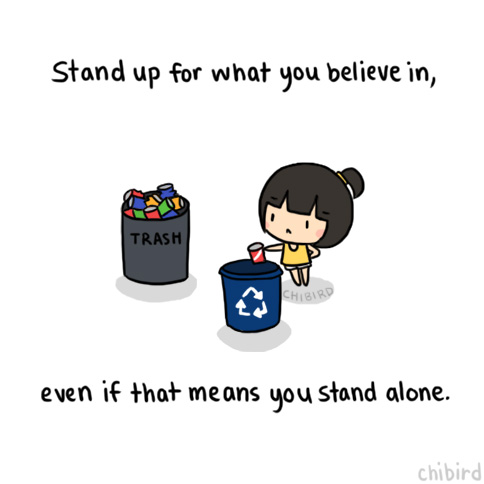 Stand up for what you believe in,
TRASH
CHIBIRD
even if that means you stand alone.
chibird